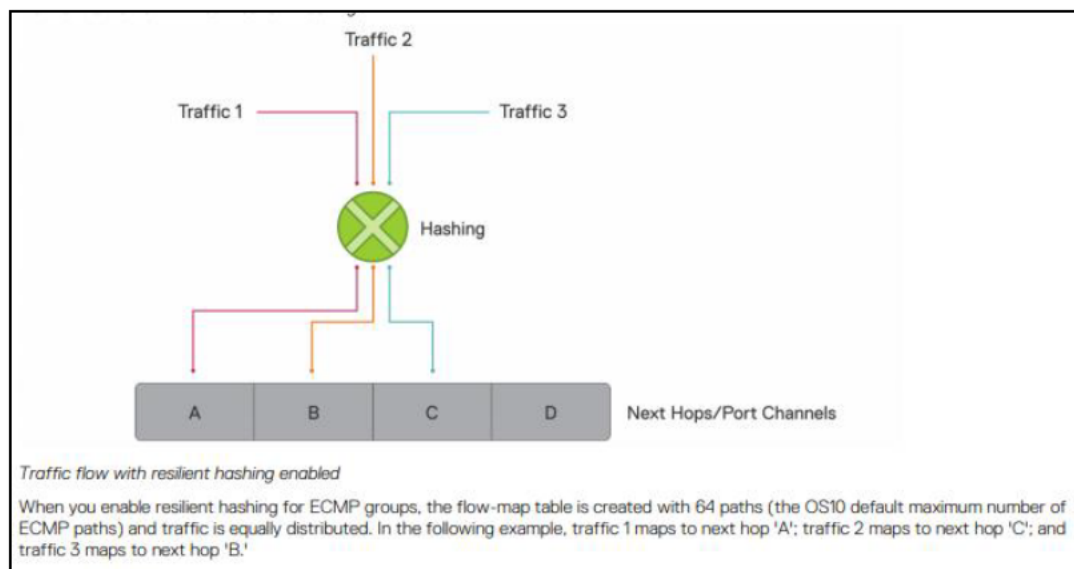 Traffic 2
Traffic 1
Traffic 3
Hashing
A
B
C
D
Next Hops/Port Channels
Traffic flow with resilient hashing enabled
When you enable resilient hashing for ECMP groups, the flow-map table is created with 64 paths (the OS10 default maximum number of
ECMP paths) and traffic is equally distributed. In the following example, traffic 1 maps to next hop 'A'; traffic 2 maps to next hop 'C'; and
traffic 3 maps to next hop 'B.'